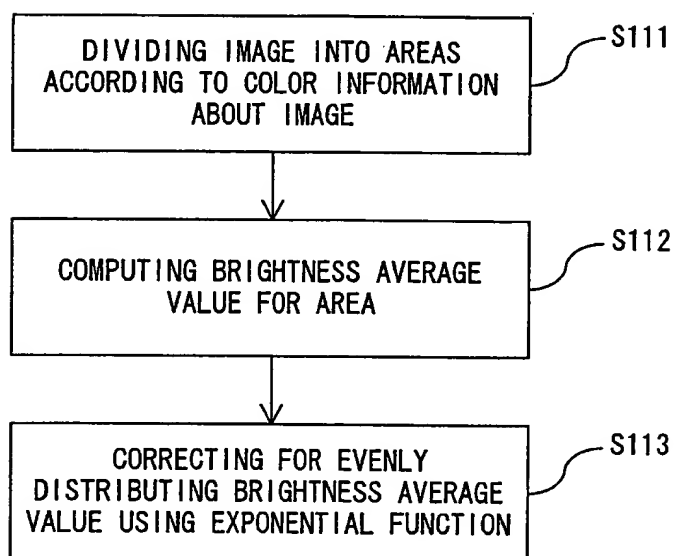 DIVIDING IMAGE INTO AREAS
ACCORDING TO COLOR INFORMATION
ABOUT IMAGE
S111
COMPUTING BRIGHTNESS AVERAGE
VALUE FOR AREA
S112
CORRECTING FOR EVENLY
DISTRIBUTING BRIGHTNESS AVERAGE
VALUE USING EXPONENTIAL FUNCTION
S113